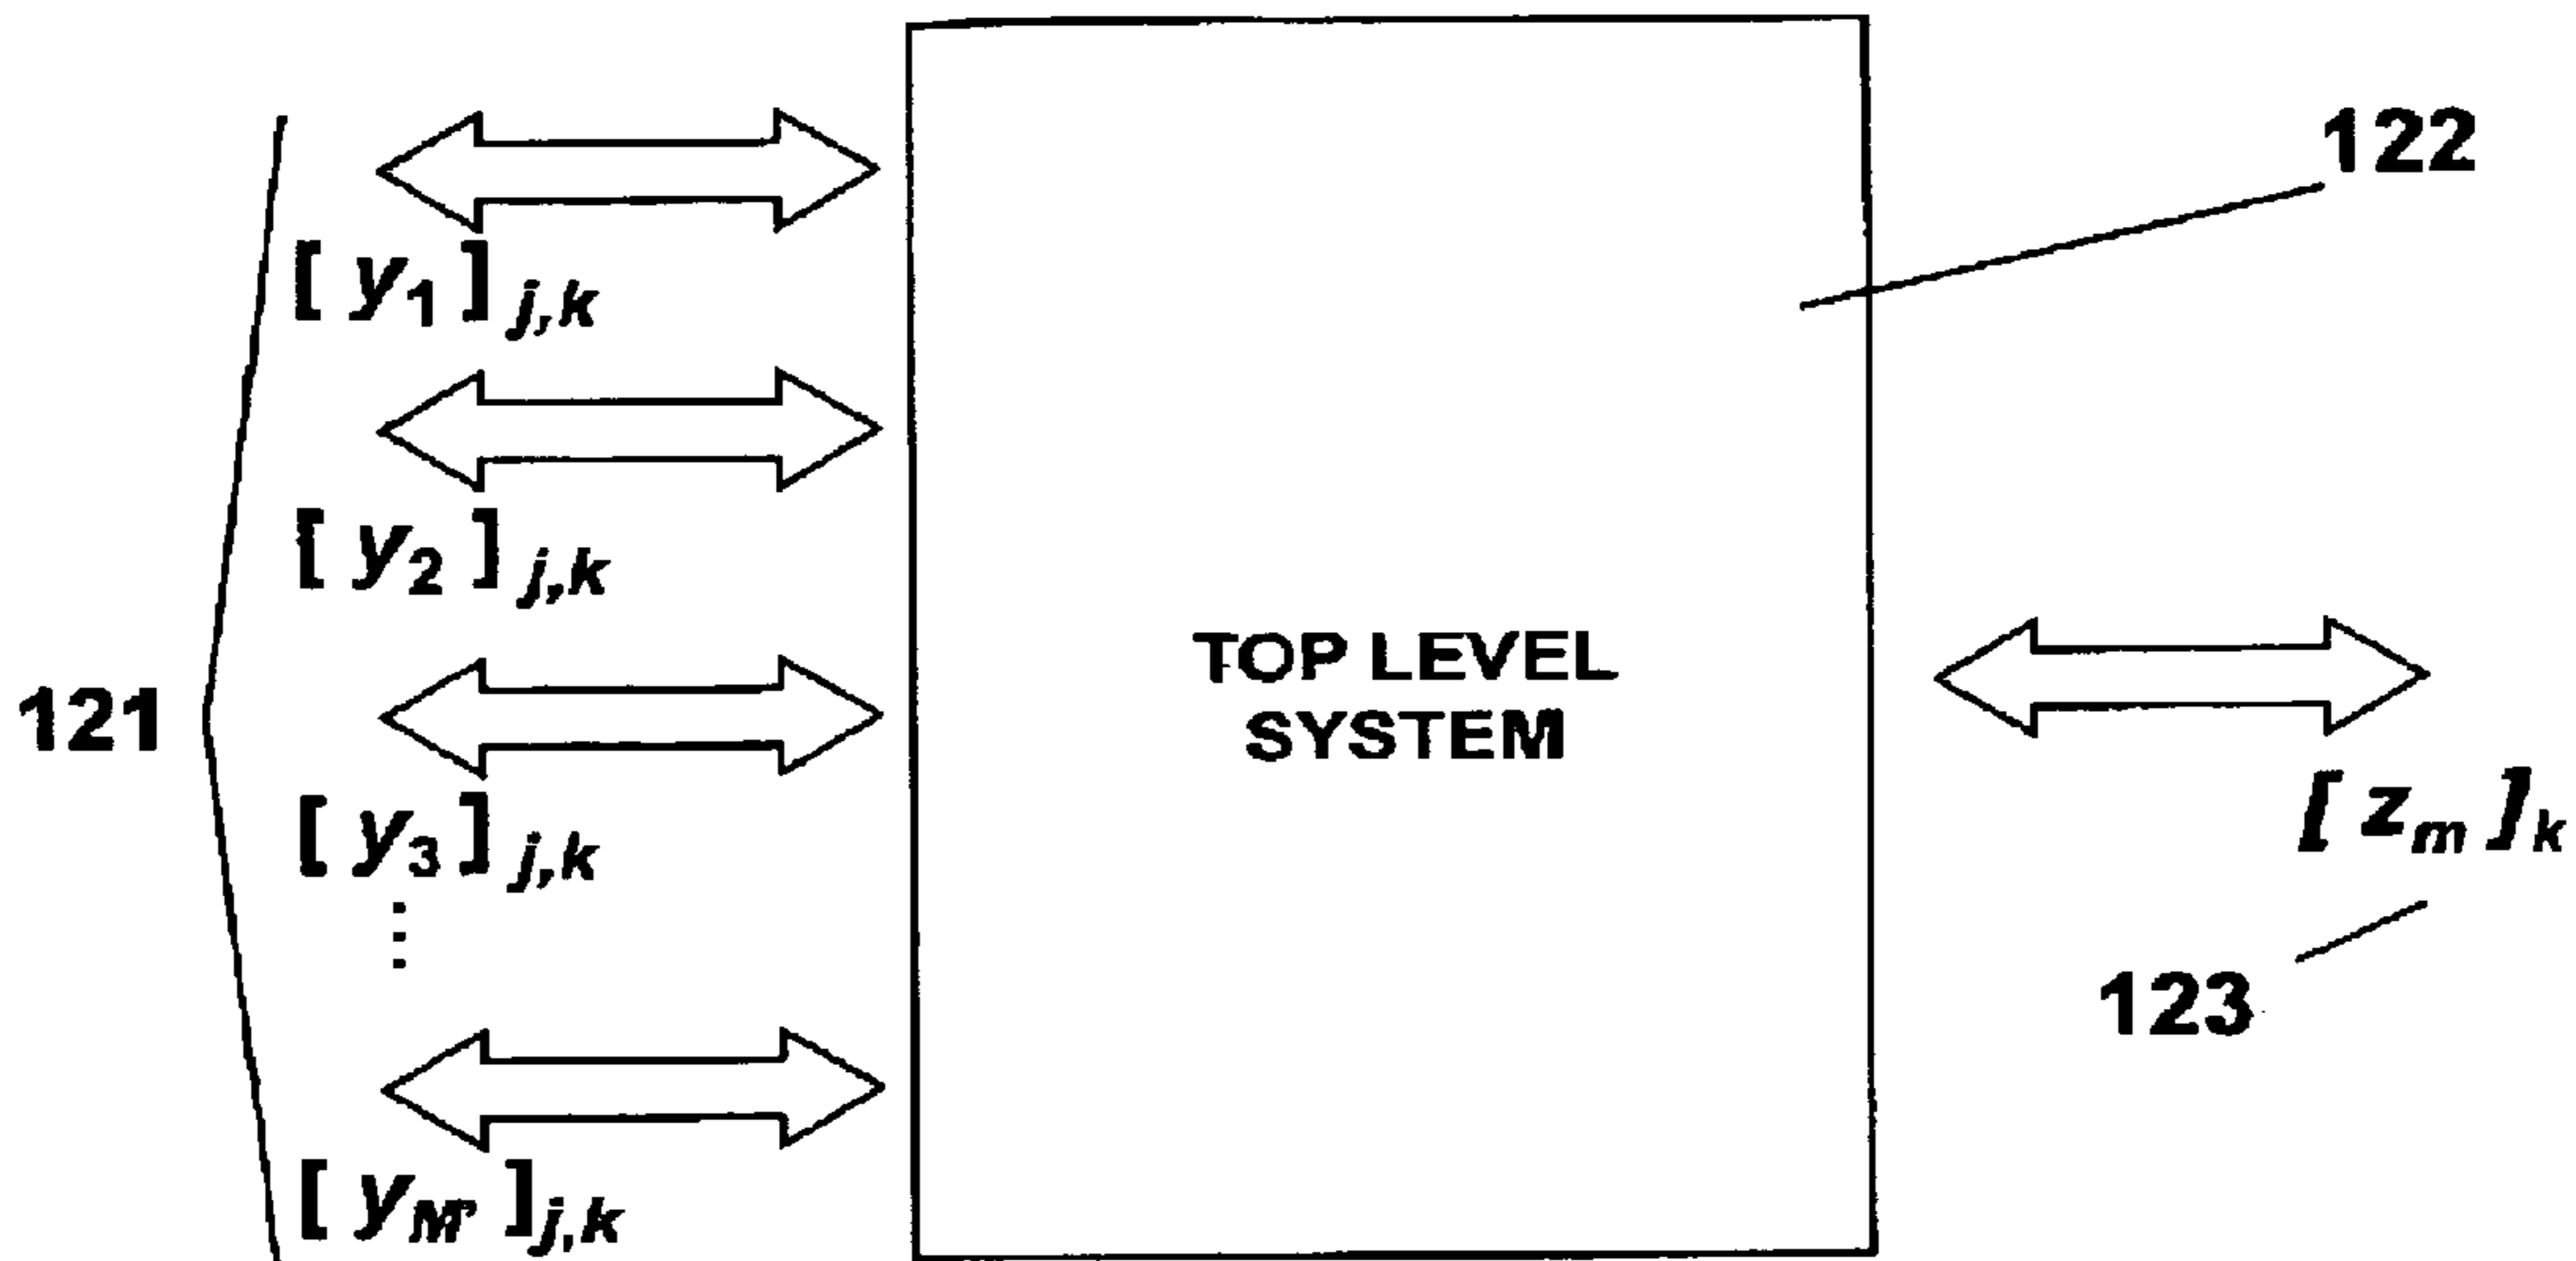 122
[ y1 ]j,k
[ y2 ]j,k
TOP LEVEL
SYSTEM
121
[ y3 ]j,k
⋮
[ zm ]k
123
[ yM' ]j,k